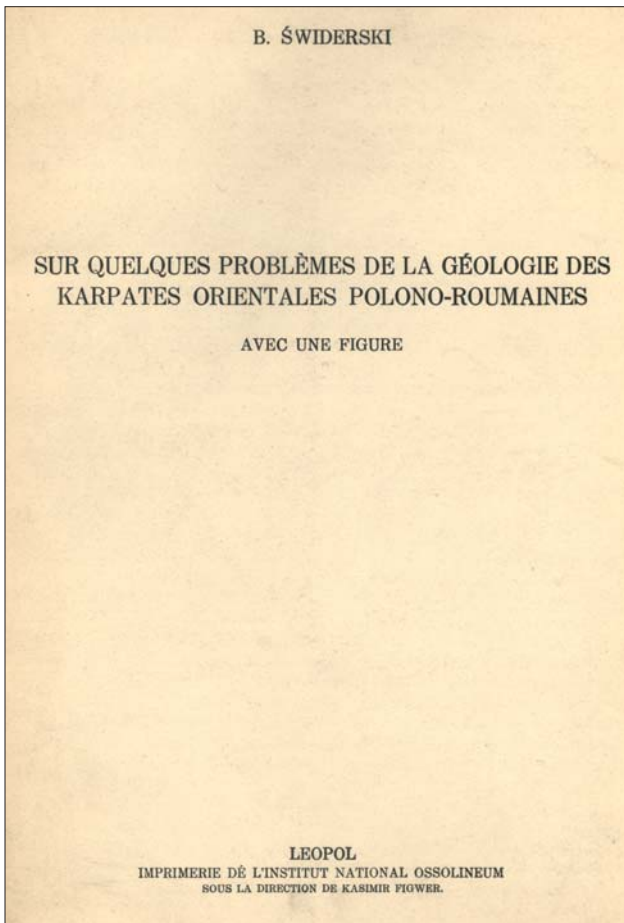 B. ŚWIDERSKI
SUR QUELQUES PROBLÈMES DE LA GÉOLOGIE DES
KARPATES ORIENTALES POLONO-ROUMAINES
AVEC UNE FIGURE
LEOPOL
IMPRIMERIE DÉ L'INSTITUT NATIONAL OSSOLINEUM
SOUS LA DIRECTION DE KASIMIR FIGWER.